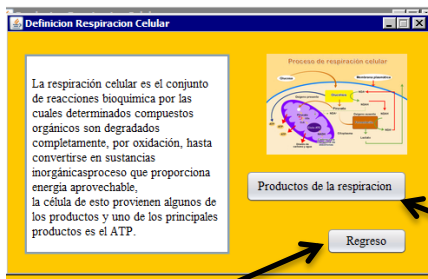 Definicion Respiracion Celular
La respiración celular es el conjunto
de reacciones bioquímica por las
cuales determinados compuestos
orgánicos son degradados
completamente, por oxidación, hasta
convertirse en sustancias
inorgánicasproceso que proporciona
energía aprovechable,
la célula de esto provienen algunos de
los productos y uno de los principales
productos es el ATP.
Proceso de respiración celular
Membrana plasmática
Productos de la respiracion
Regreso